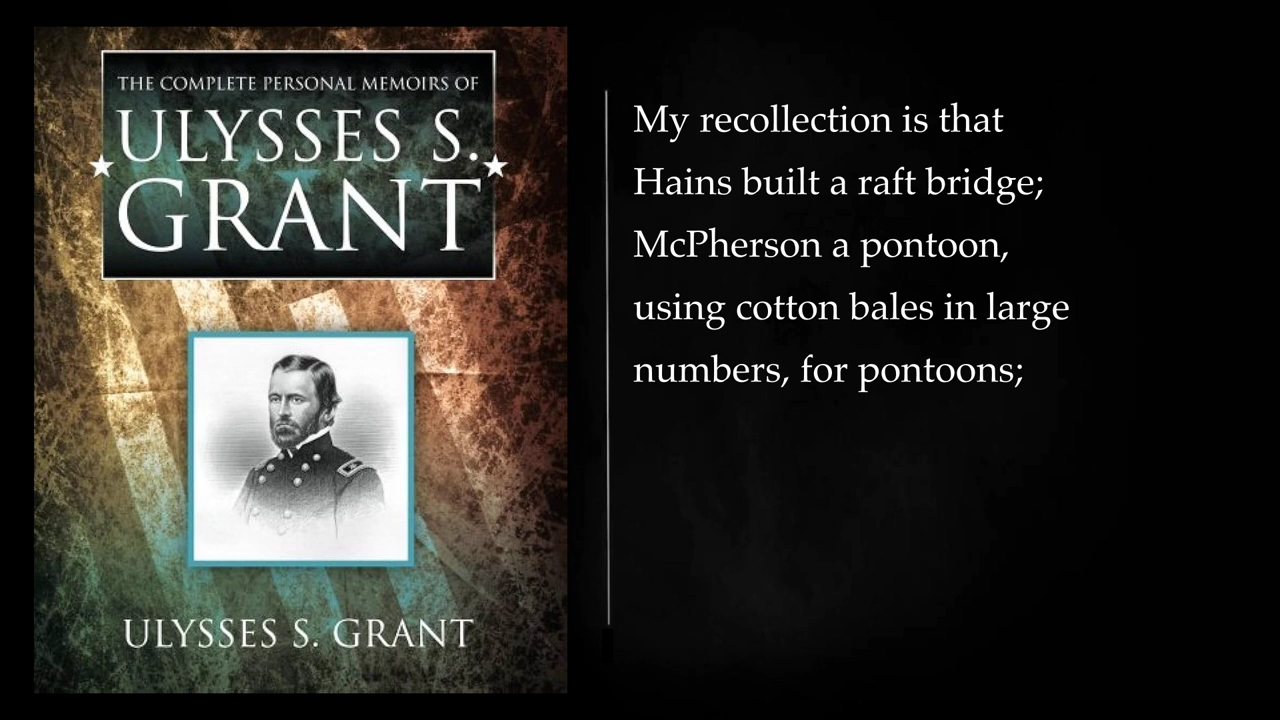 THE COMPLETE PERSONAL MEMOIRS OF
ULYSSES S.
GRANT
ULYSSES S. GRANT
My recollection is that
Hains built a raft bridge;
McPherson a pontoon,
using cotton bales in large
numbers, for pontoons;